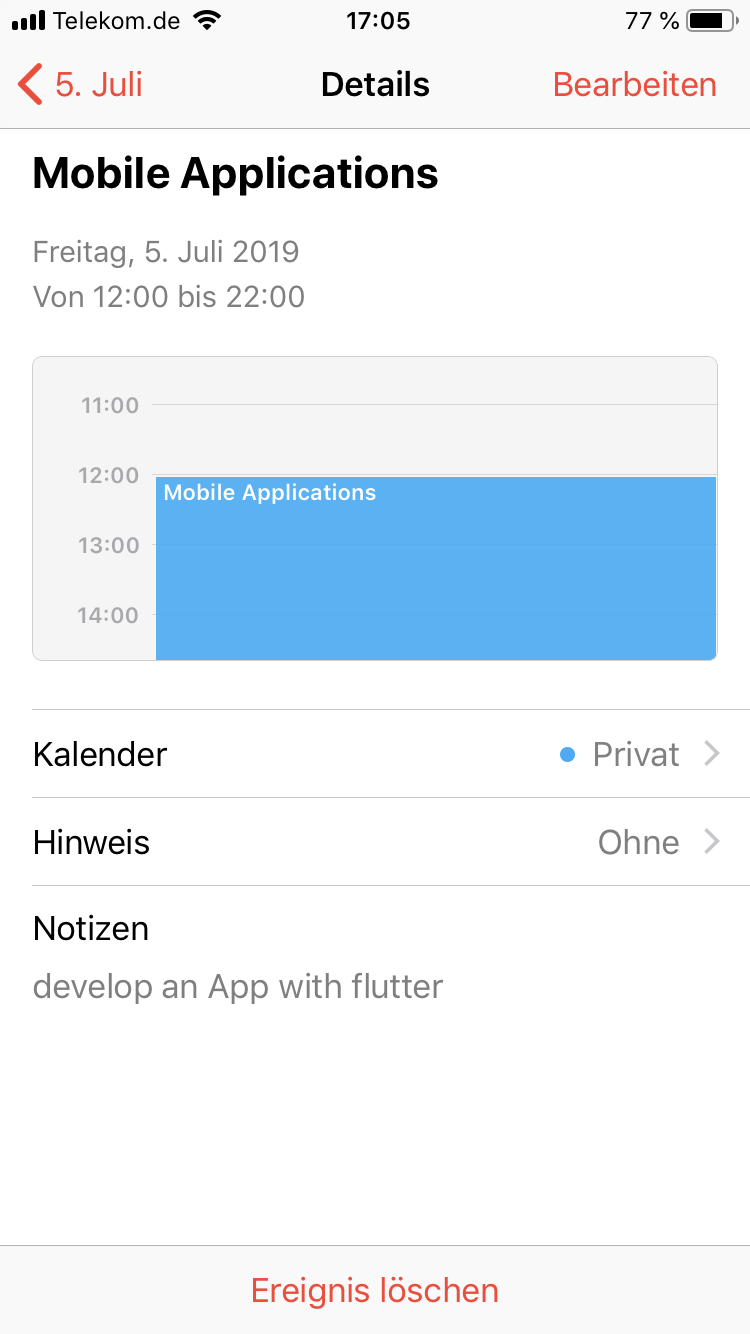 Telekom.de 17:05 77 %
5. Juli Details Bearbeiten
Mobile Applications
Freitag, 5. Juli 2019
Von 12:00 bis 22:00
11:00
12:00
Mobile Applications
13:00
14:00
Kalender Privat
Hinweis Ohne
Notizen
develop an App with flutter
Ereignis löschen